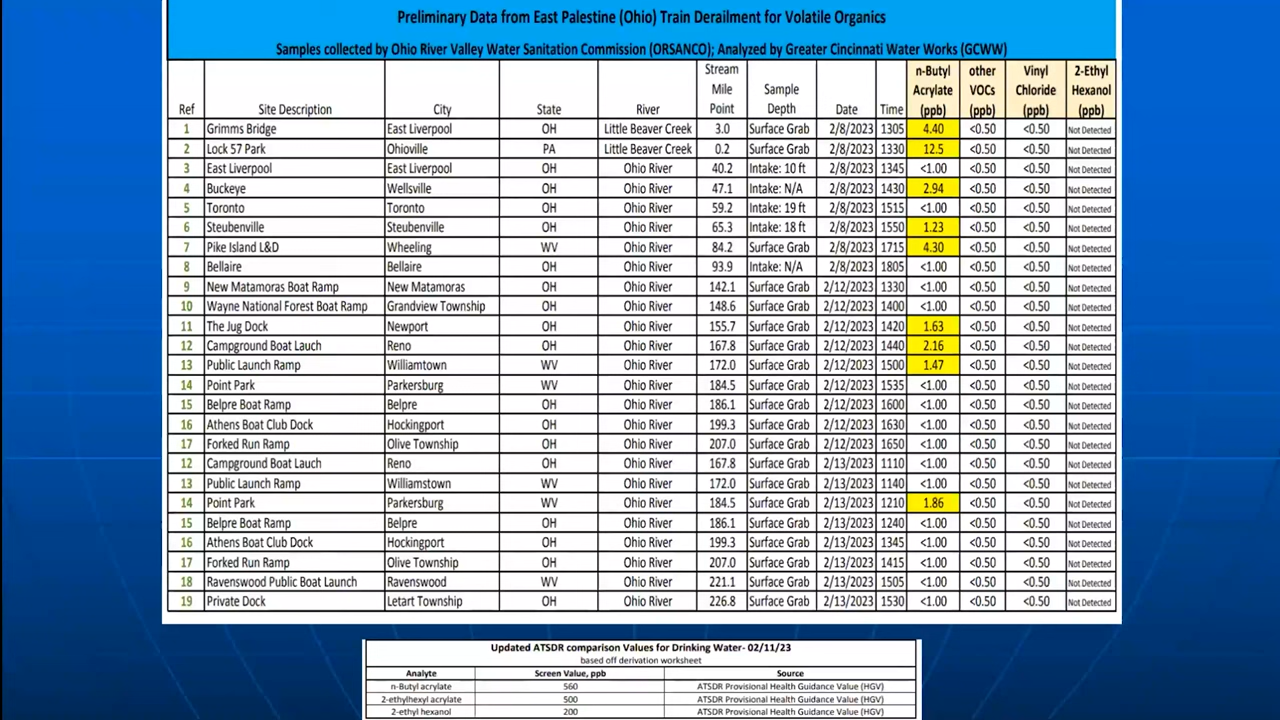 Preliminary Data from East Palestine (Ohio) Train Derailment for Volatile Organics
Samples collected by Ohio River Valley Water Sanitation Commission (ORSANCO); Analyzed by Greater Cincinnati Water Works (GCWW)
Ref Site Description City State River Stream Mile Point Sample Depth Date Time n-Butyl Acrylate (ppb) other VOCs (ppb) Vinyl Chloride (ppb) 2-Ethyl Hexanol (ppb)
1 Grimms Bridge East Liverpool OH Little Beaver Creek 3.0 Surface Grab 2/8/2023 1305 4.40 <0.50 <0.50 Not Detected
2 Lock 57 Park Ohioville PA Little Beaver Creek 0.2 Surface Grab 2/8/2023 1330 12.5 <0.50 <0.50 Not Detected
3 East Liverpool East Liverpool OH Ohio River 40.2 Intake: 10 ft 2/8/2023 1345 <1.00 <0.50 <0.50 Not Detected
4 Buckeye Wellsville OH Ohio River 47.1 Intake: N/A 2/8/2023 1430 2.94 <0.50 <0.50 Not Detected
5 Toronto Toronto OH Ohio River 59.2 Intake: 19 ft 2/8/2023 1515 <1.00 <0.50 <0.50 Not Detected
6 Steubenville Steubenville OH Ohio River 65.3 Intake: 18 ft 2/8/2023 1550 1.23 <0.50 <0.50 Not Detected
7 Pike Island L&D Wheeling WV Ohio River 84.2 Surface Grab 2/8/2023 1715 4.30 <0.50 <0.50 Not Detected
8 Bellaire Bellaire OH Ohio River 93.9 Intake: N/A 2/8/2023 1805 <1.00 <0.50 <0.50 Not Detected
9 New Matamoras Boat Ramp New Matamoras OH Ohio River 142.1 Surface Grab 2/12/2023 1330 <1.00 <0.50 <0.50 Not Detected
10 Wayne National Forest Boat Ramp Grandview Township OH Ohio River 148.6 Surface Grab 2/12/2023 1400 <1.00 <0.50 <0.50 Not Detected
11 The Jug Dock Newport OH Ohio River 155.7 Surface Grab 2/12/2023 1420 1.63 <0.50 <0.50 Not Detected
12 Campground Boat Lauch Reno OH Ohio River 167.8 Surface Grab 2/12/2023 1440 2.16 <0.50 <0.50 Not Detected
13 Public Launch Ramp Williamtown WV Ohio River 172.0 Surface Grab 2/12/2023 1500 1.47 <0.50 <0.50 Not Detected
14 Point Park Parkersburg WV Ohio River 184.5 Surface Grab 2/12/2023 1535 <1.00 <0.50 <0.50 Not Detected
15 Belpre Boat Ramp Belpre OH Ohio River 186.1 Surface Grab 2/12/2023 1600 <1.00 <0.50 <0.50 Not Detected
16 Athens Boat Club Dock Hockingport OH Ohio River 199.3 Surface Grab 2/12/2023 1630 <1.00 <0.50 <0.50 Not Detected
17 Forked Run Ramp Olive Township OH Ohio River 207.0 Surface Grab 2/12/2023 1650 <1.00 <0.50 <0.50 Not Detected
12 Campground Boat Lauch Reno OH Ohio River 167.8 Surface Grab 2/13/2023 1110 <1.00 <0.50 <0.50 Not Detected
13 Public Launch Ramp Williamstown WV Ohio River 172.0 Surface Grab 2/13/2023 1140 <1.00 <0.50 <0.50 Not Detected
14 Point Park Parkersburg WV Ohio River 184.5 Surface Grab 2/13/2023 1210 1.86 <0.50 <0.50 Not Detected
15 Belpre Boat Ramp Belpre OH Ohio River 186.1 Surface Grab 2/13/2023 1240 <1.00 <0.50 <0.50 Not Detected
16 Athens Boat Club Dock Hockingport OH Ohio River 199.3 Surface Grab 2/13/2023 1345 <1.00 <0.50 <0.50 Not Detected
17 Forked Run Ramp Olive Township OH Ohio River 207.0 Surface Grab 2/13/2023 1415 <1.00 <0.50 <0.50 Not Detected
18 Ravenswood Public Boat Launch Ravenswood WV Ohio River 221.1 Surface Grab 2/13/2023 1505 <1.00 <0.50 <0.50 Not Detected
19 Private Dock Letart Township OH Ohio River 226.8 Surface Grab 2/13/2023 1530 <1.00 <0.50 <0.50 Not Detected
Updated ATSDR comparison Values for Drinking Water- 02/11/23
based off derivation worksheet
Analyte Screen Value, ppb Source
n-Butyl acrylate 560 ATSDR Provisional Health Guidance Value (HGV)
2-ethylhexyl acrylate 500 ATSDR Provisional Health Guidance Value (HGV)
2-ethyl hexanol 200 ATSDR Provisional Health Guidance Value (HGV)